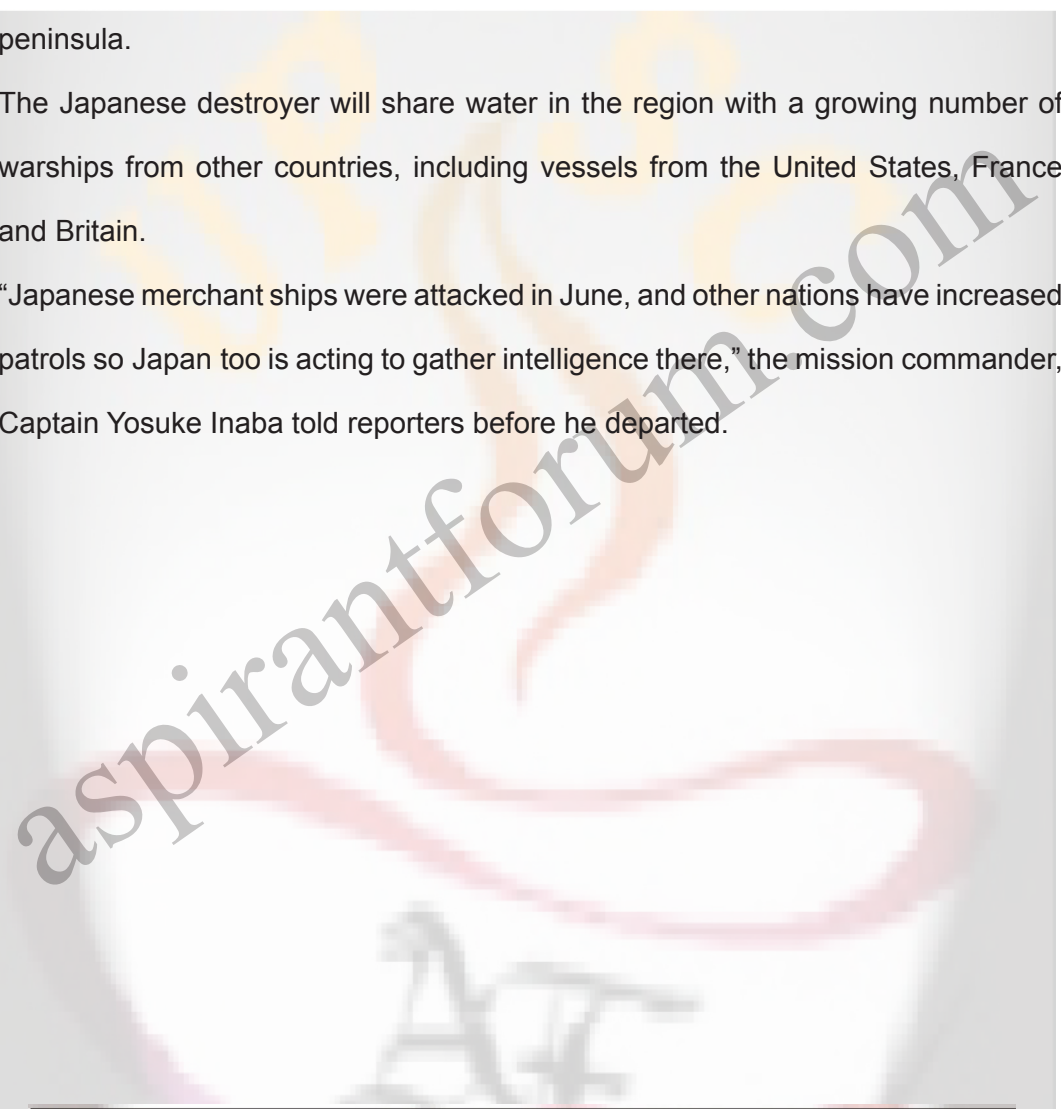 peninsula.
The Japanese destroyer will share water in the region with a growing number of
warships from other countries, including vessels from the United States, France
and Britain.
“Japanese merchant ships were attacked in June, and other nations have increased
patrols so Japan too is acting to gather intelligence there,” the mission commander,
Captain Yosuke Inaba told reporters before he departed.
UPSC
aspirantforum.com
AF